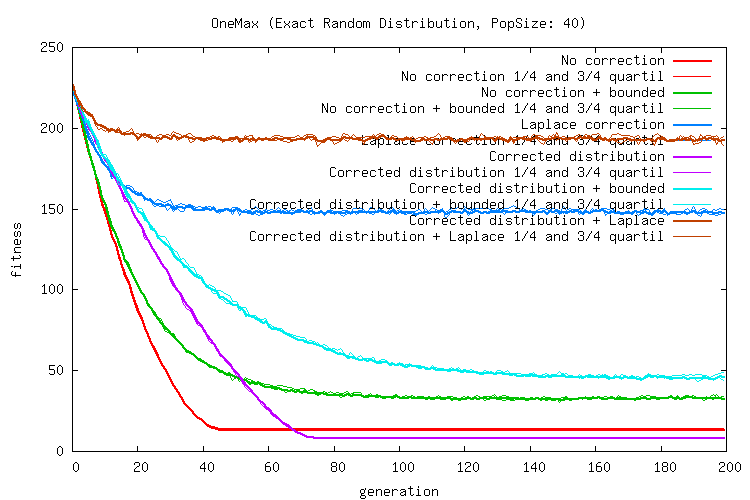 OneMax (Exact Random Distribution, PopSize: 40)
250
200
150
100
50
0
fitness
No correction
No correction 1/4 and 3/4 quartil
No correction + bounded
No correction + bounded 1/4 and 3/4 quartil
Laplace correction
Laplace correction 1/4 and 3/4 quartil
Corrected distribution
Corrected distribution 1/4 and 3/4 quartil
Corrected distribution + bounded
Corrected distribution + bounded 1/4 and 3/4 quartil
Corrected distribution + Laplace
Corrected distribution + Laplace 1/4 and 3/4 quartil
0 20 40 60 80 100 120 140 160 180 200
generation